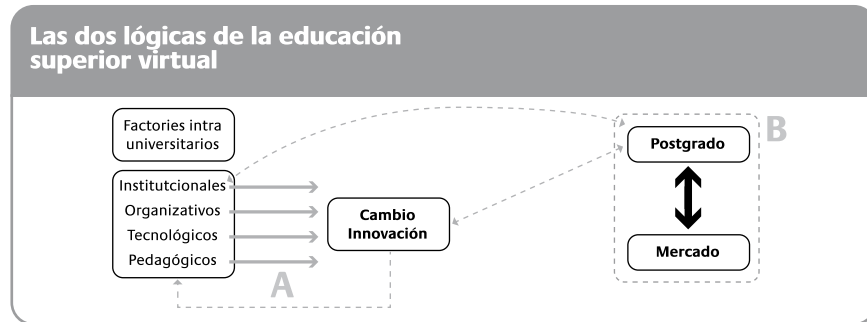 Las dos lógicas de la educación
superior virtual
Factories intra
universitarios
Institutcionales
Organizativos
Tecnológicos
Pedagógicos
A
Cambio
Innovación
B
Postgrado
Mercado